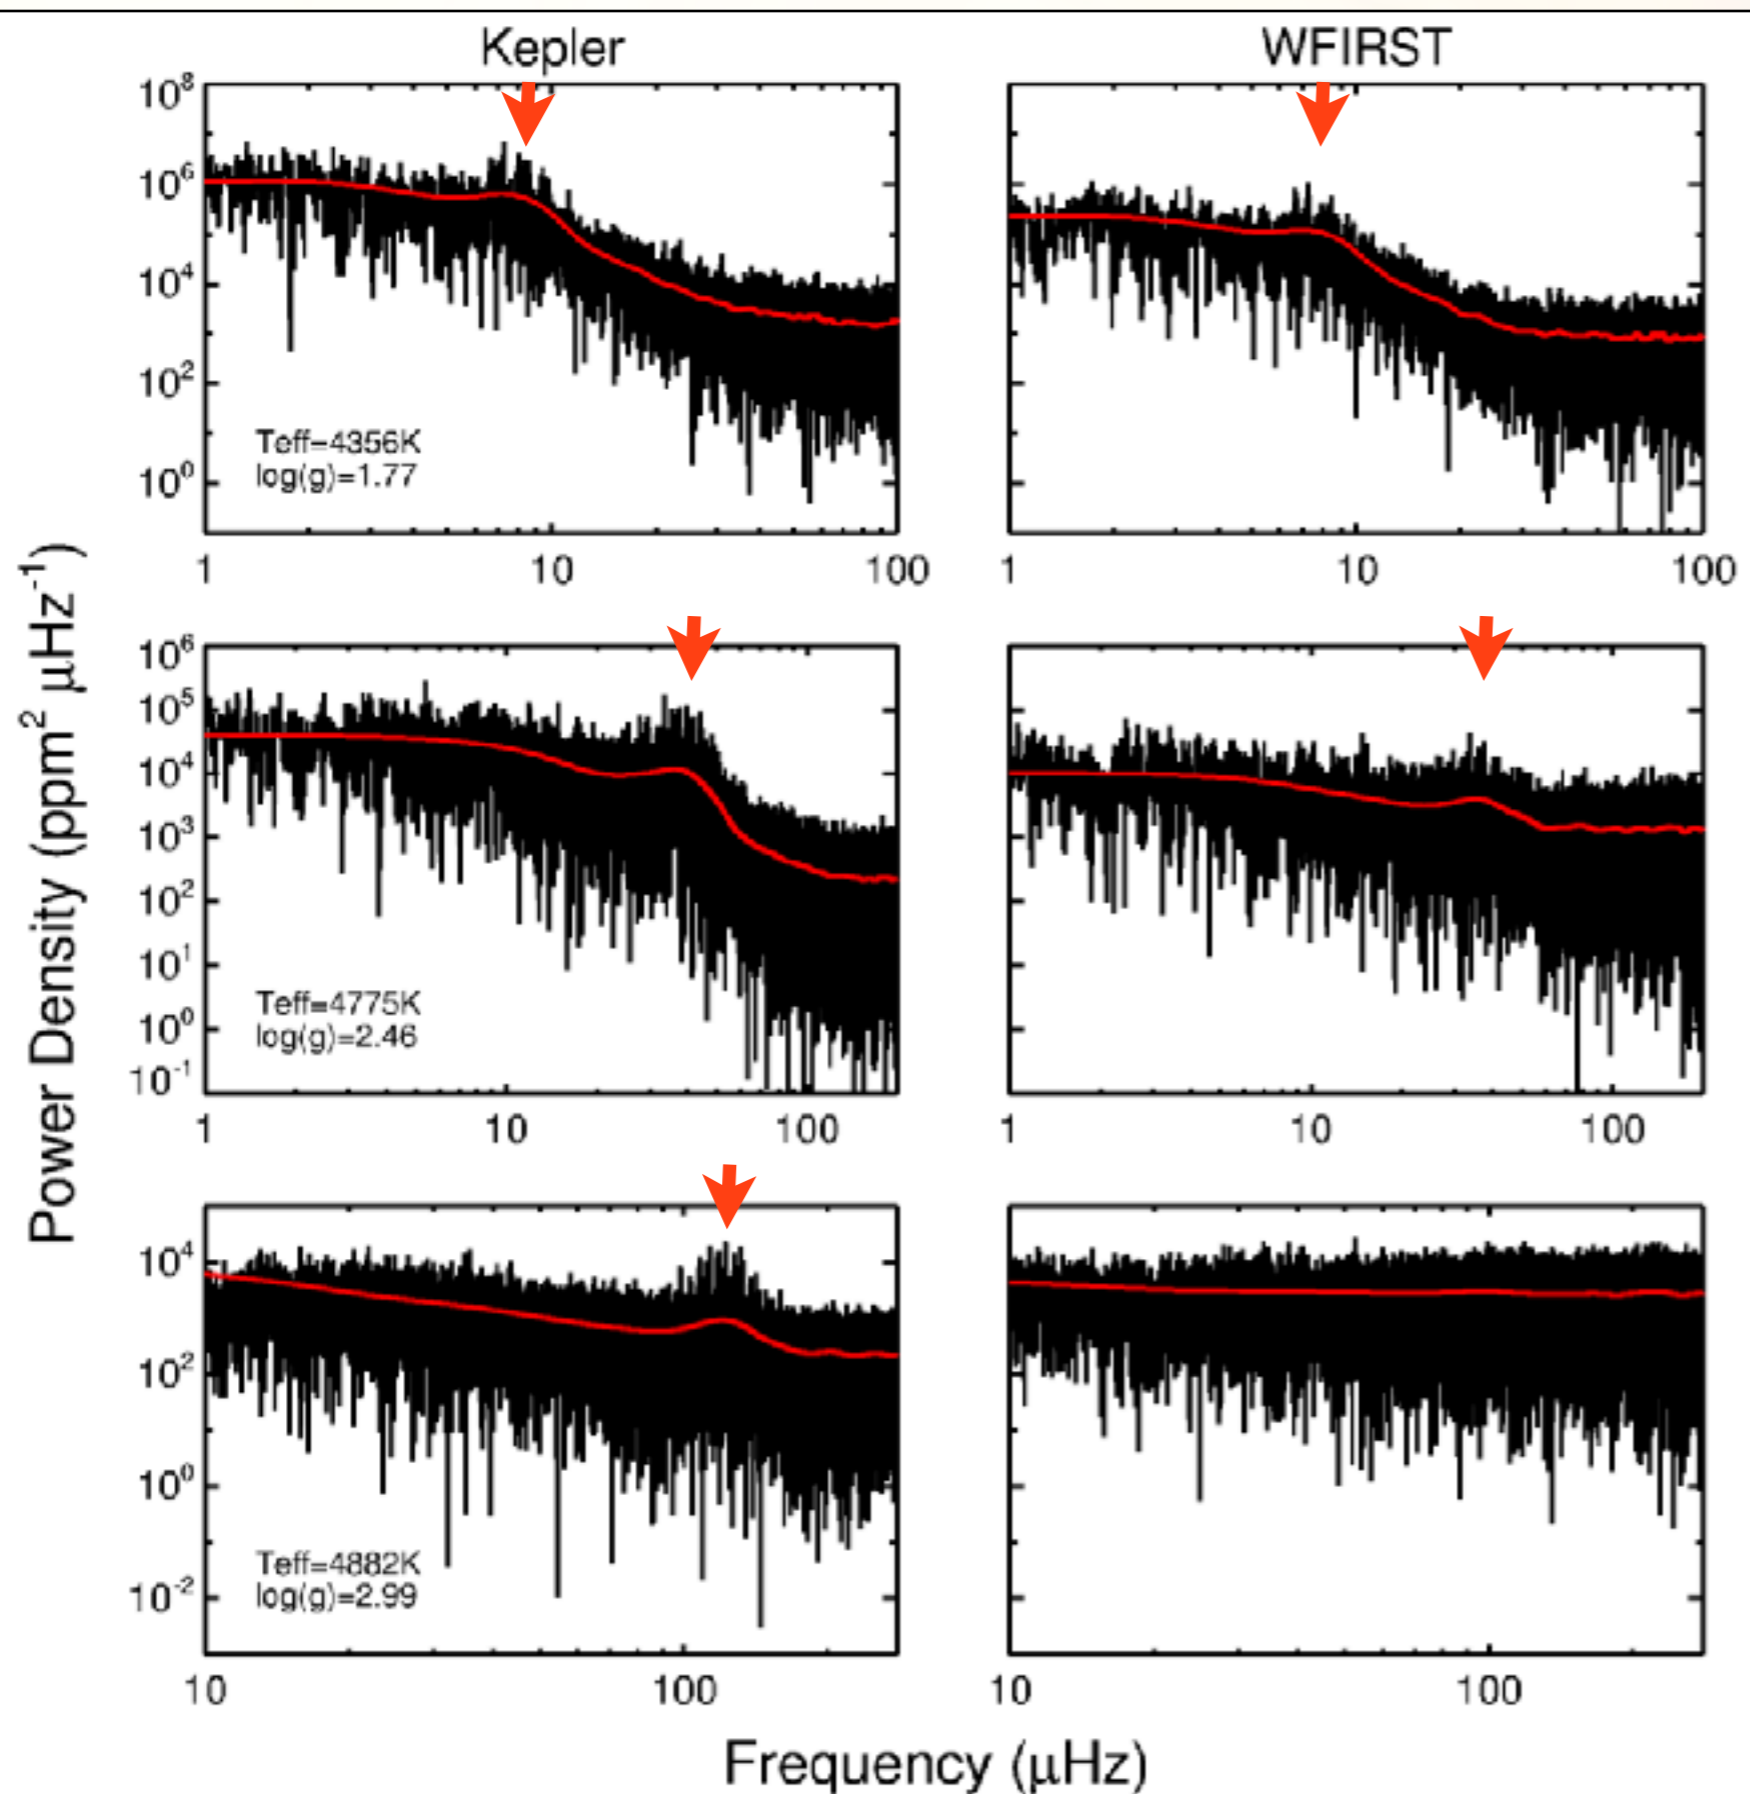 Kepler
WFIRST
10⁸
10⁶
10⁴
10²
10⁰
Teff=4356K
log(g)=1.77
1 10 100
1 10 100
10⁶
10⁵
10⁴
10³
10²
10¹
10⁰
10⁻¹
Teff=4775K
log(g)=2.46
1 10 100
1 10 100
10⁴
10²
10⁰
10⁻²
Teff=4882K
log(g)=2.99
10 100
10 100
Power Density (ppm² μHz⁻¹)
Frequency (μHz)